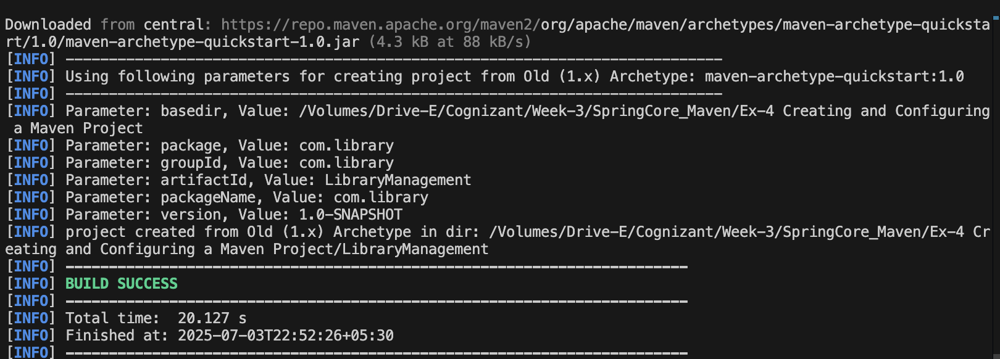 Downloaded from central: https://repo.maven.apache.org/maven2/org/apache/maven/archetypes/maven-archetype-quicksta
rt/1.0/maven-archetype-quickstart-1.0.jar (4.3 kB at 88 kB/s)
[INFO] ----------------------------------------------------------------------------
[INFO] Using following parameters for creating project from Old (1.x) Archetype: maven-archetype-quickstart:1.0
[INFO] ----------------------------------------------------------------------------
[INFO] Parameter: basedir, Value: /Volumes/Drive-E/Cognizant/Week-3/SpringCore_Maven/Ex-4 Creating and Configuring
 a Maven Project
[INFO] Parameter: package, Value: com.library
[INFO] Parameter: groupId, Value: com.library
[INFO] Parameter: artifactId, Value: LibraryManagement
[INFO] Parameter: packageName, Value: com.library
[INFO] Parameter: version, Value: 1.0-SNAPSHOT
[INFO] project created from Old (1.x) Archetype in dir: /Volumes/Drive-E/Cognizant/Week-3/SpringCore_Maven/Ex-4 Cr
eating and Configuring a Maven Project/LibraryManagement
[INFO] ------------------------------------------------------------------------
[INFO] BUILD SUCCESS
[INFO] ------------------------------------------------------------------------
[INFO] Total time:  20.127 s
[INFO] Finished at: 2025-07-03T22:52:26+05:30
[INFO] ------------------------------------------------------------------------